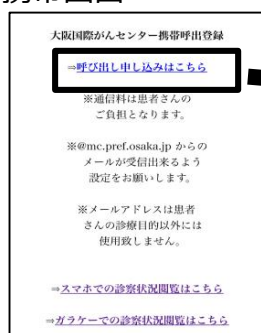 大阪国際がんセンター携帯呼出登録
⇒呼び出し申し込みはこちら
※通信料は患者さんの
ご負担となります。
※@mc.pref.osaka.jp からの
メールが受信出来るよう
設定をお願いします。
※メールアドレスは患者
さんの診療目的以外には
使用致しません。
⇒スマホでの診察状況閲覧はこちら
⇒ガラケーでの診察状況閲覧はこちら